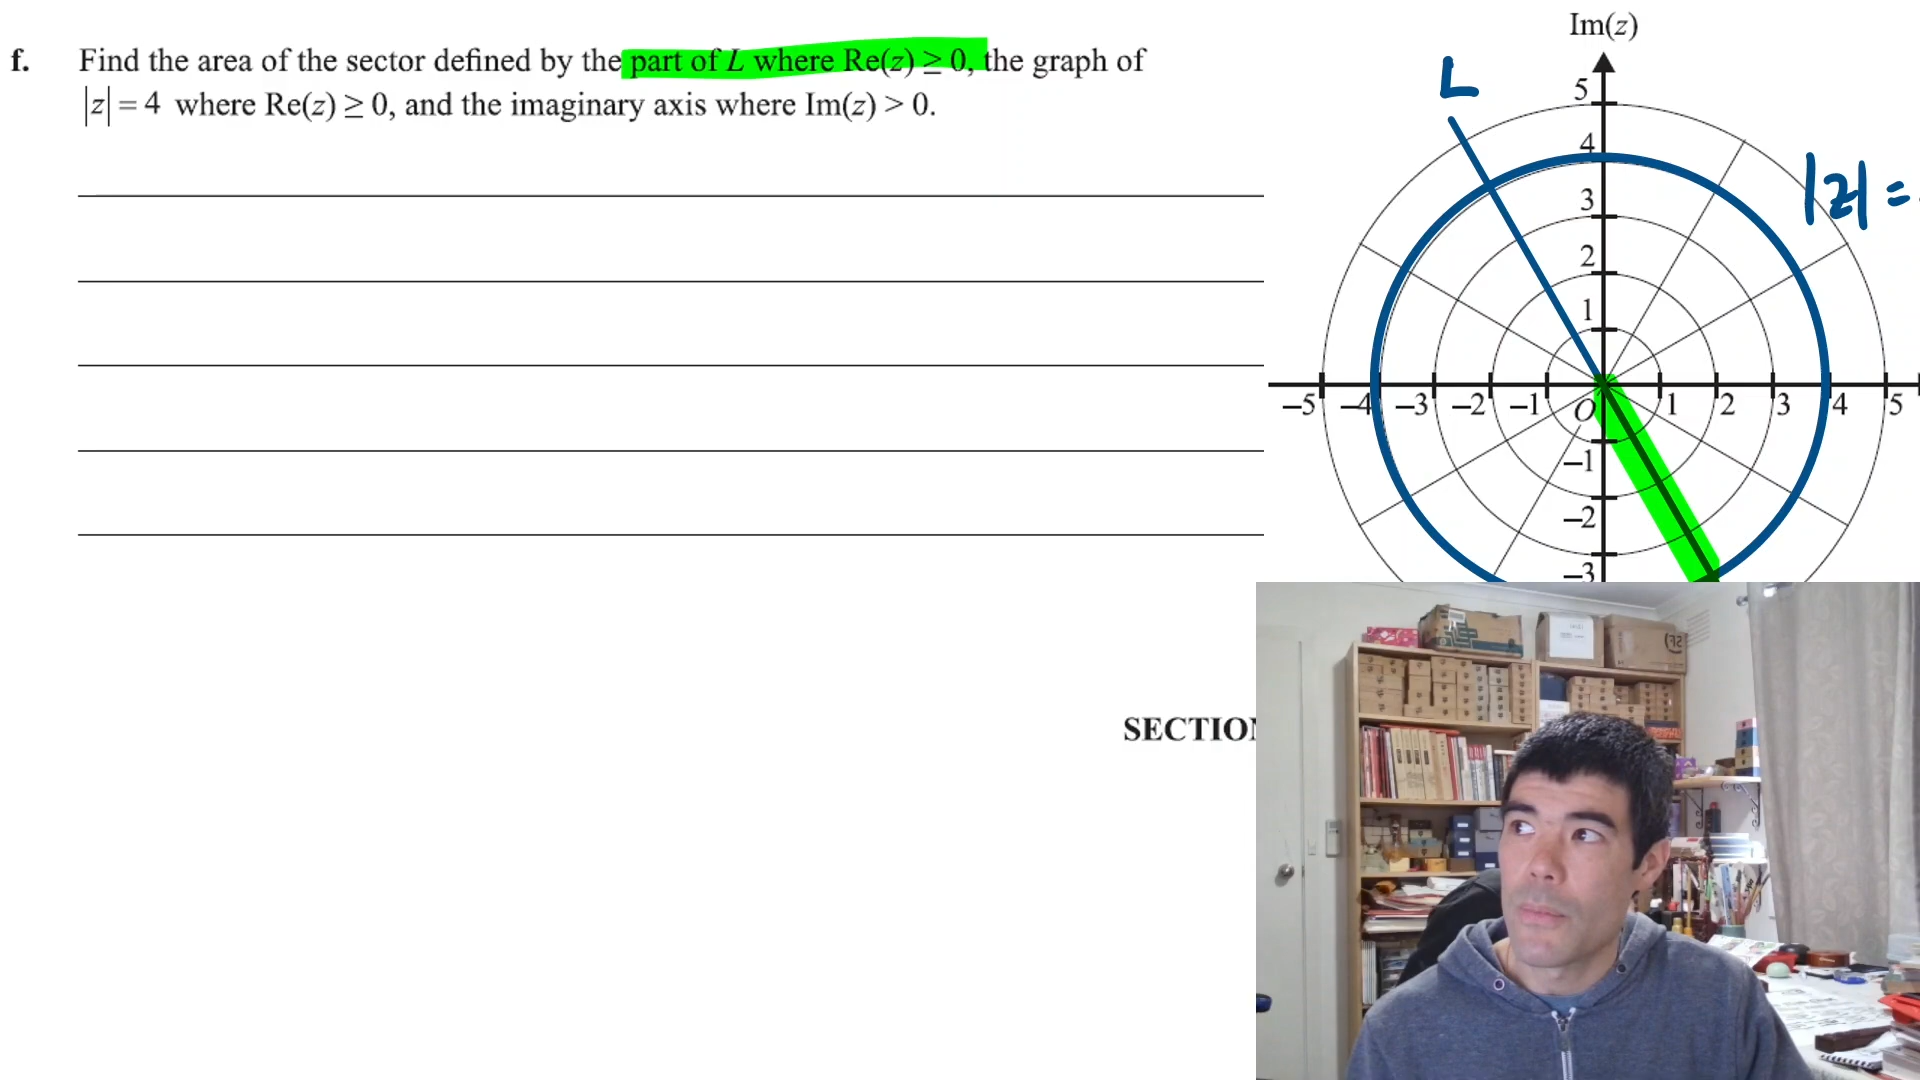 f. Find the area of the sector defined by the part of L where Re(z) ≥ 0, the graph of
|z| = 4 where Re(z) ≥ 0, and the imaginary axis where Im(z) > 0.
Im(z)
L
|z| =
5
4
3
2
1
–5 –4 –3 –2 –1 O 1 2 3 4 5
–1
–2
–3
SECTION